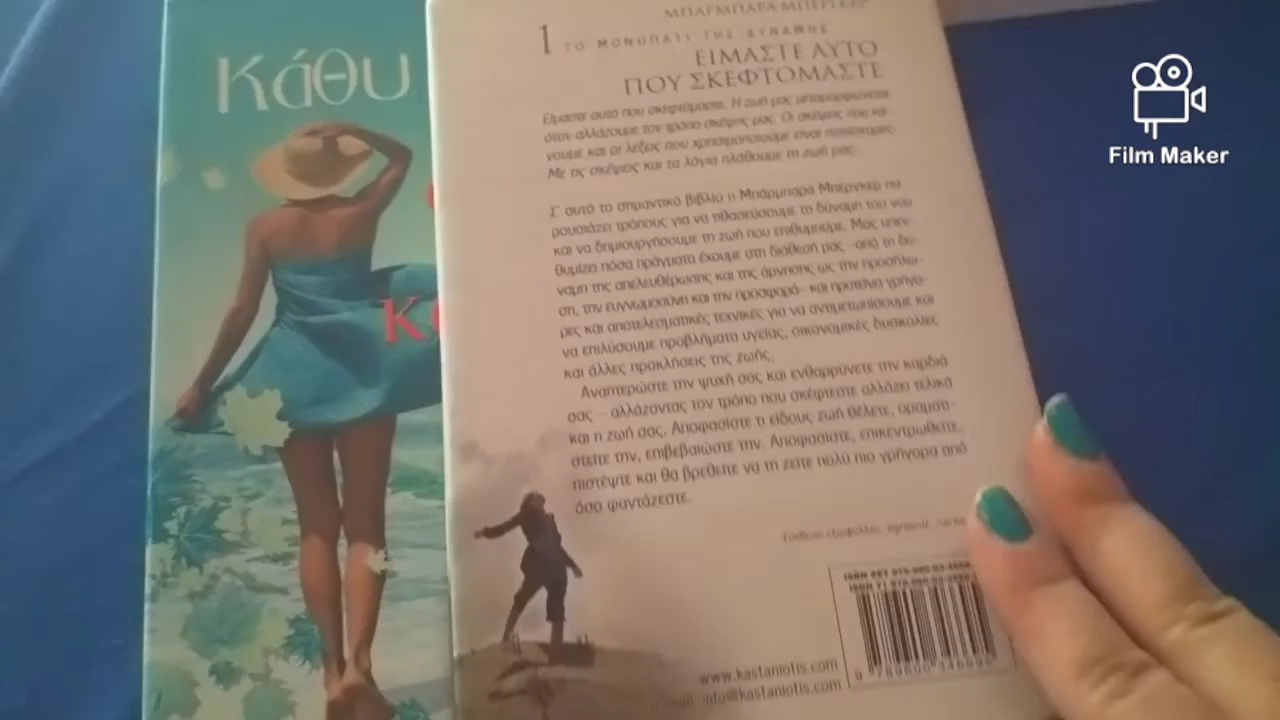 Κάθυ
ΜΠΑΡΜΠΑΡΑ ΜΠΕΡΓΚΕΡ
1 ΤΟ ΜΟΝΟΠΑΤΙ ΤΗΣ ΔΥΝΑΜΗΣ
ΕΙΜΑΣΤΕ ΑΥΤΟ
ΠΟΥ ΣΚΕΦΤΟΜΑΣΤΕ
Είμαστε αυτό που σκεφτόμαστε. Η ζωή μας μεταμορφώνεται
όταν αλλάζουμε τον τρόπο σκέψης μας. Οι σκέψεις που κά-
νουμε και οι λέξεις που χρησιμοποιούμε είναι πανίσχυρες.
Με τις σκέψεις και τα λόγια πλάθουμε τη ζωή μας.
Σ' αυτό το σημαντικό βιβλίο η Μπάρμπαρα Μπέργκερ πα-
ρουσιάζει τρόπους για να τιθασεύσουμε τη δύναμη του νου
και να δημιουργήσουμε τη ζωή που επιθυμούμε. Μας υπεν-
θυμίζει πόσα πράγματα έχουμε στη διάθεσή μας –από τη δύ-
ναμη της απελευθέρωσης και της άρνησης ως την προσήλω-
ση, την ευγνωμοσύνη και την προσφορά– και προτείνει γρήγο-
ρες και αποτελεσματικές τεχνικές για να αντιμετωπίσουμε και
να επιλύσουμε προβλήματα υγείας, οικονομικές δυσκολίες
και άλλες προκλήσεις της ζωής.
Αναπτερώστε την ψυχή σας και ενθαρρύνετε την καρδιά
σας – αλλάζοντας τον τρόπο που σκέφτεστε αλλάζει τελικά
και η ζωή σας. Αποφασίστε τι είδους ζωή θέλετε, οραματι-
στείτε την, επιβεβαιώστε την. Αποφασίστε, επικεντρωθείτε,
πιστέψτε και θα βρεθείτε να τη ζείτε πολύ πιο γρήγορα από
όσο φαντάζεστε.
Σύνθεση εξωφύλλου
ISBN
ISBN
www.kastaniotis.com
info@kastaniotis.com
Film Maker